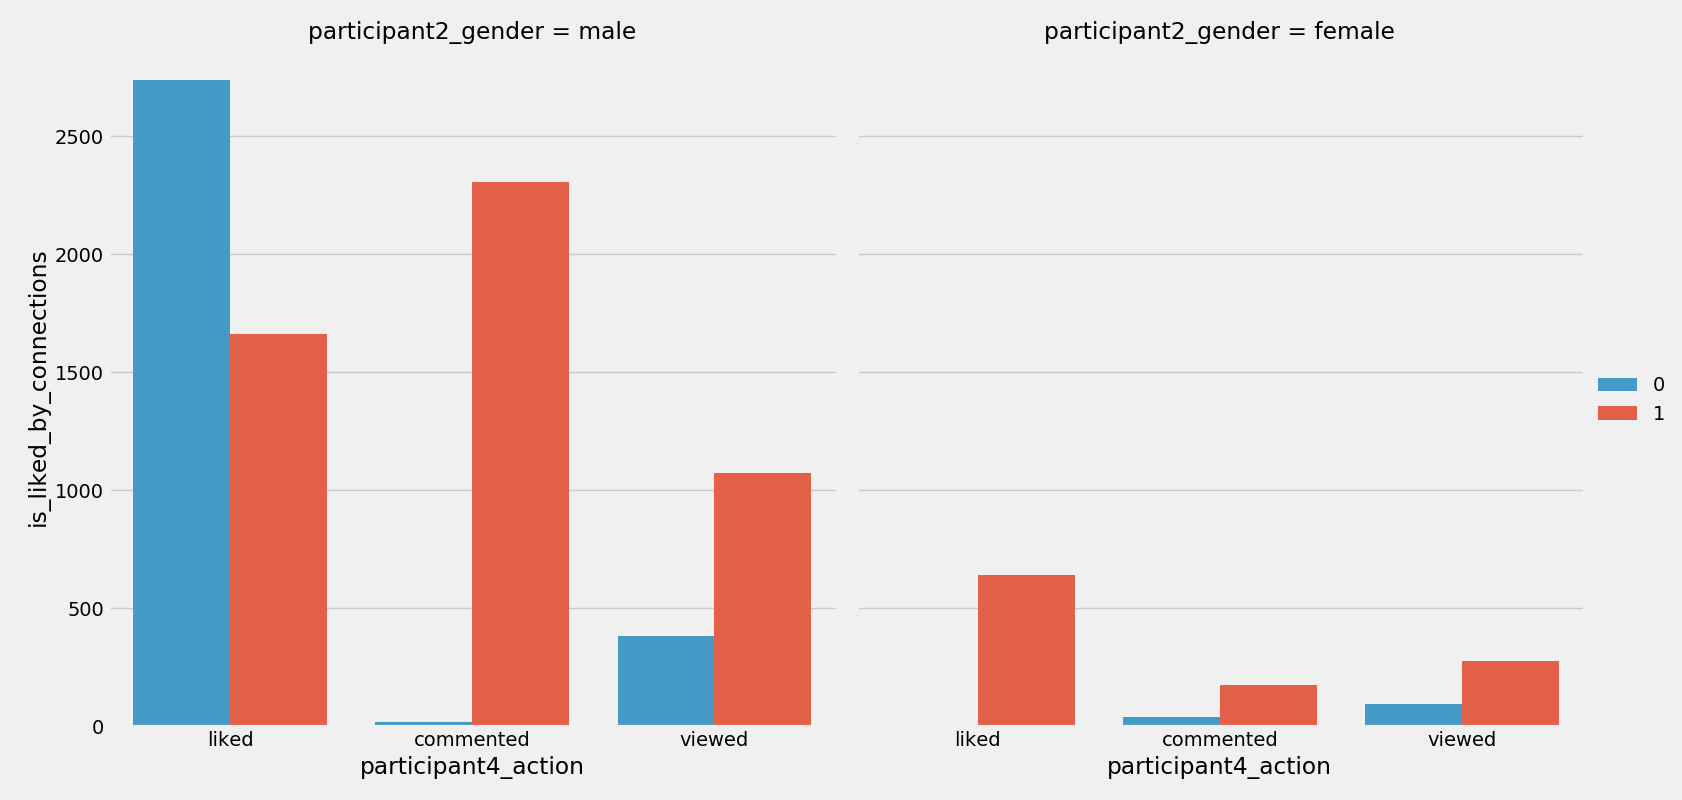 participant2_gender = male
participant2_gender = female
is_liked_by_connections
2500
2000
1500
1000
500
0
liked commented viewed
participant4_action
liked commented viewed
participant4_action
0
1